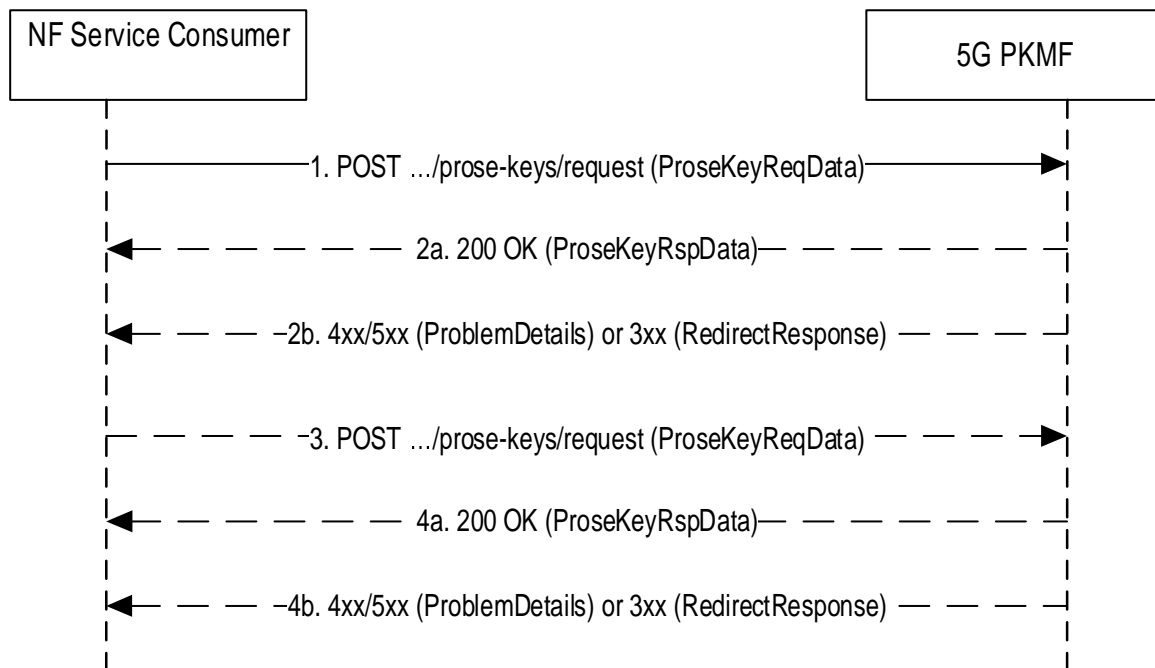 NF Service Consumer
5G PKMF
1. POST .../prose-keys/request (ProseKeyReqData)
2a. 200 OK (ProseKeyRspData)
2b. 4xx/5xx (ProblemDetails) or 3xx (RedirectResponse)
3. POST .../prose-keys/request (ProseKeyReqData)
4a. 200 OK (ProseKeyRspData)
4b. 4xx/5xx (ProblemDetails) or 3xx (RedirectResponse)